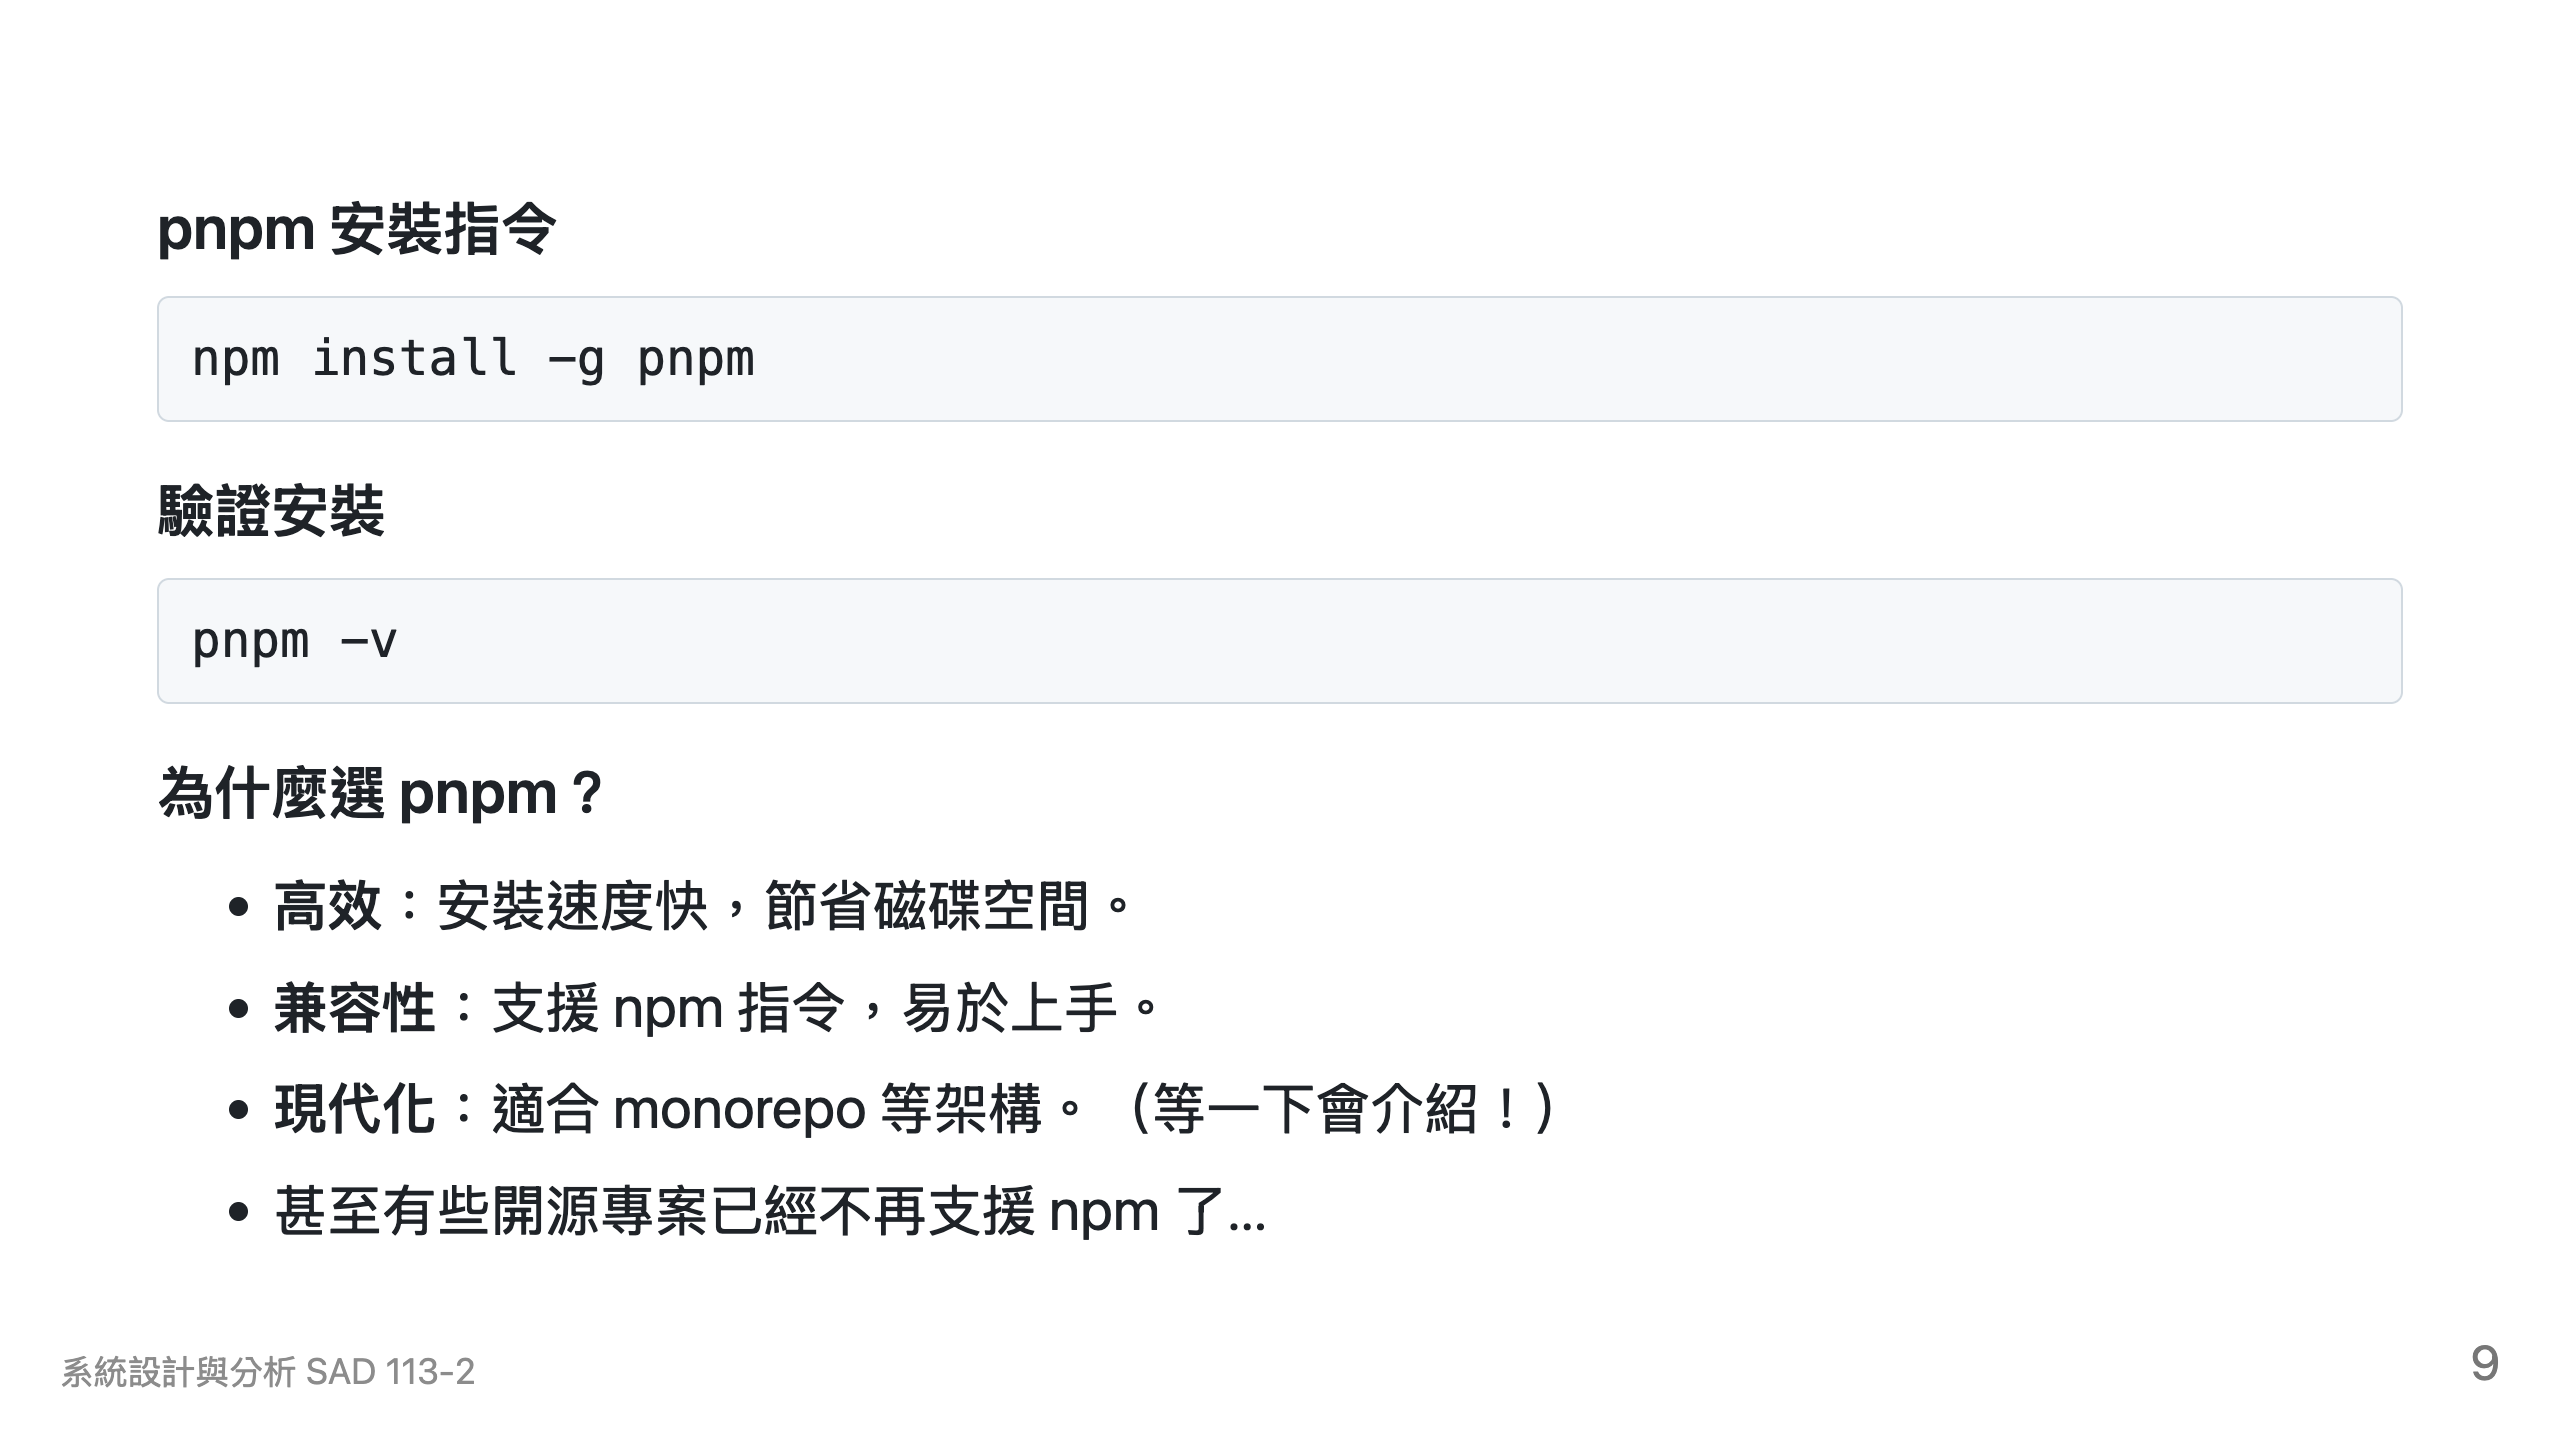 pnpm 安裝指令
npm install -g pnpm
驗證安裝
pnpm -v
為什麼選 pnpm？
• 高效：安裝速度快，節省磁碟空間。
• 兼容性：支援 npm 指令，易於上手。
• 現代化：適合 monorepo 等架構。（等一下會介紹！）
• 甚至有些開源專案已經不再支援 npm 了...
系統設計與分析 SAD 113-2
9